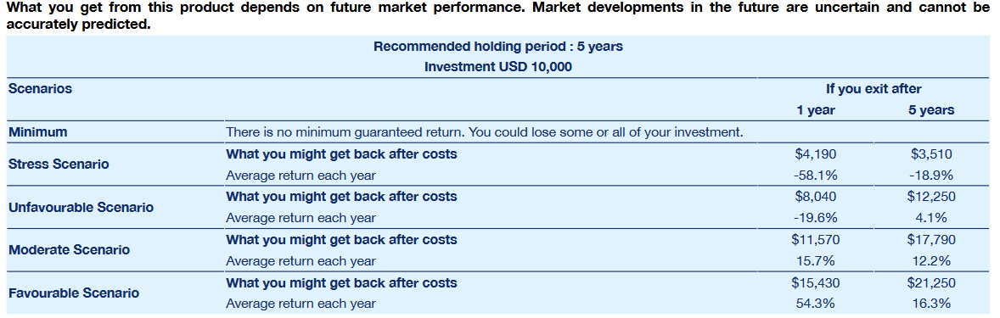 What you get from this product depends on future market performance. Market developments in the future are uncertain and cannot be
accurately predicted.
Recommended holding period : 5 years
Investment USD 10,000
Scenarios If you exit after
1 year 5 years
Minimum There is no minimum guaranteed return. You could lose some or all of your investment.
Stress Scenario What you might get back after costs $4,190 $3,510
Average return each year -58.1% -18.9%
Unfavourable Scenario What you might get back after costs $8,040 $12,250
Average return each year -19.6% 4.1%
Moderate Scenario What you might get back after costs $11,570 $17,790
Average return each year 15.7% 12.2%
Favourable Scenario What you might get back after costs $15,430 $21,250
Average return each year 54.3% 16.3%